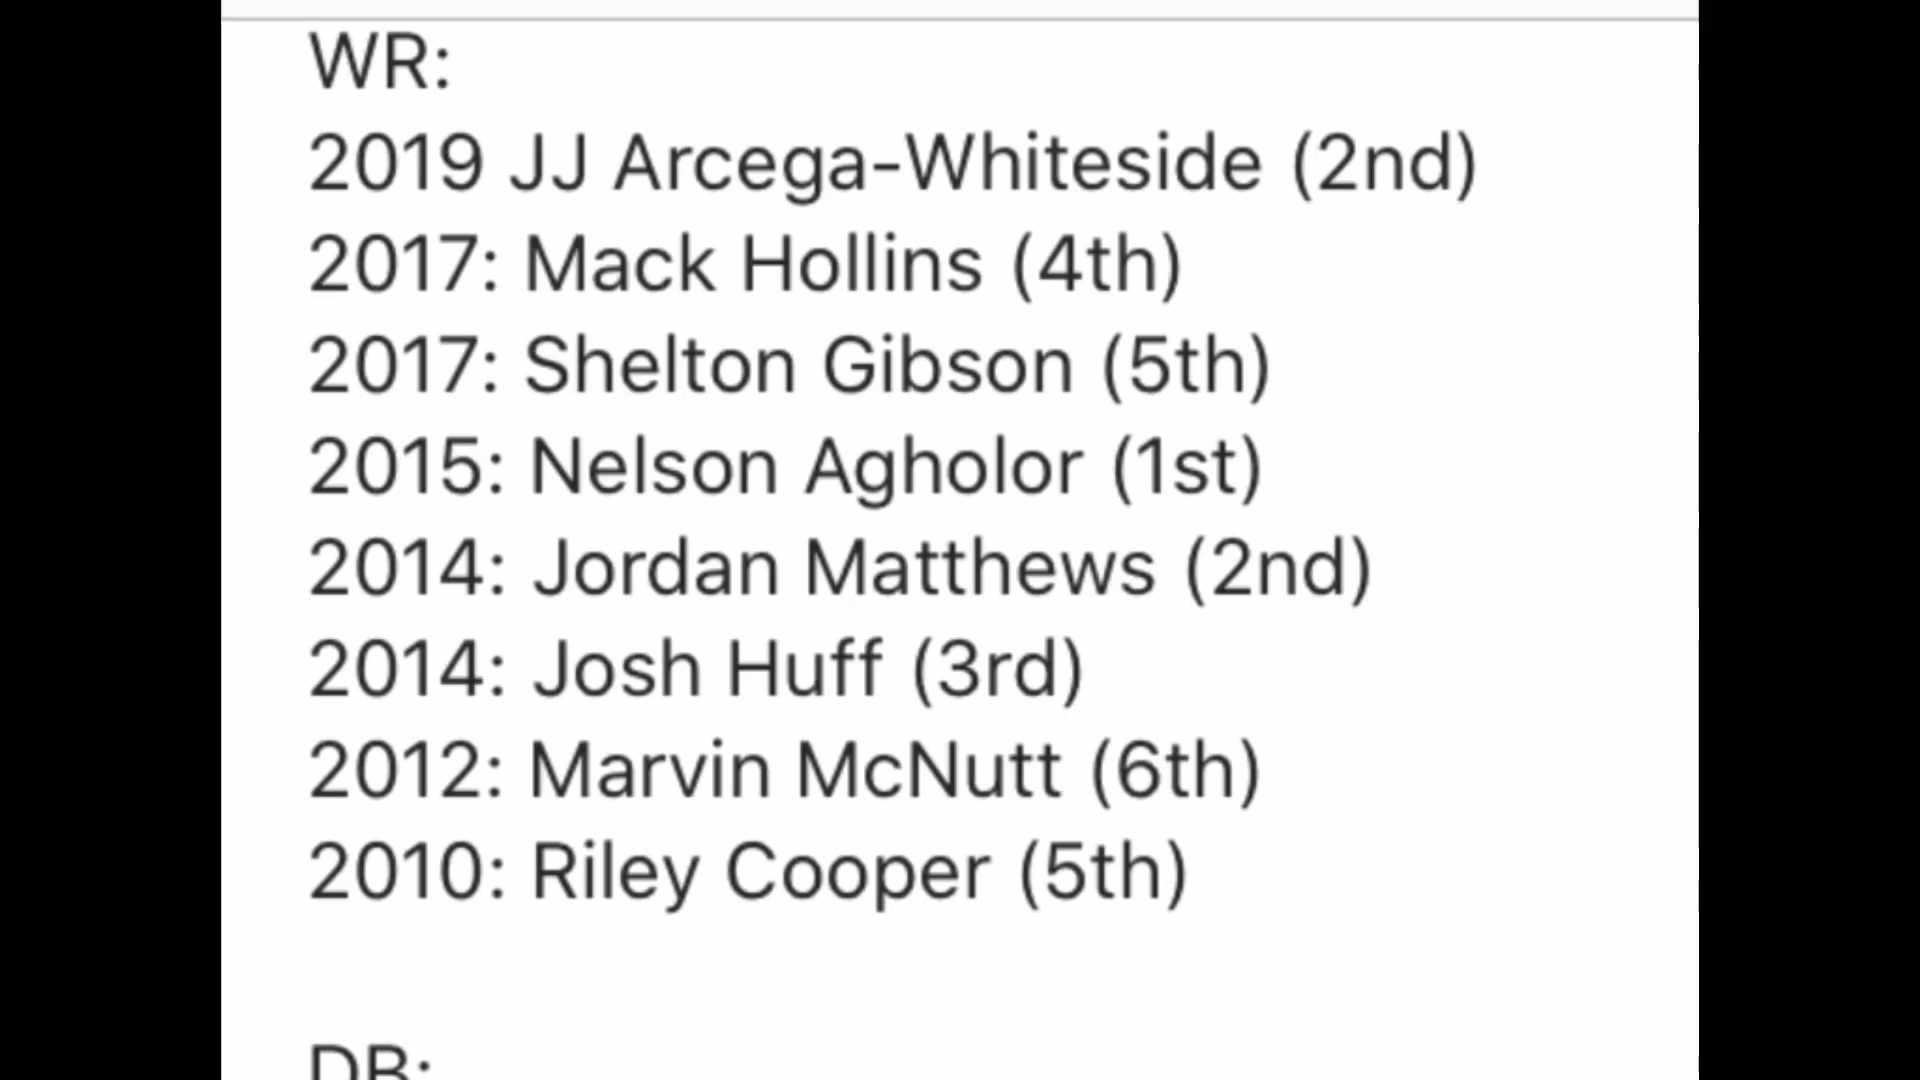 WR:
2019 JJ Arcega-Whiteside (2nd)
2017: Mack Hollins (4th)
2017: Shelton Gibson (5th)
2015: Nelson Agholor (1st)
2014: Jordan Matthews (2nd)
2014: Josh Huff (3rd)
2012: Marvin McNutt (6th)
2010: Riley Cooper (5th)
DB: